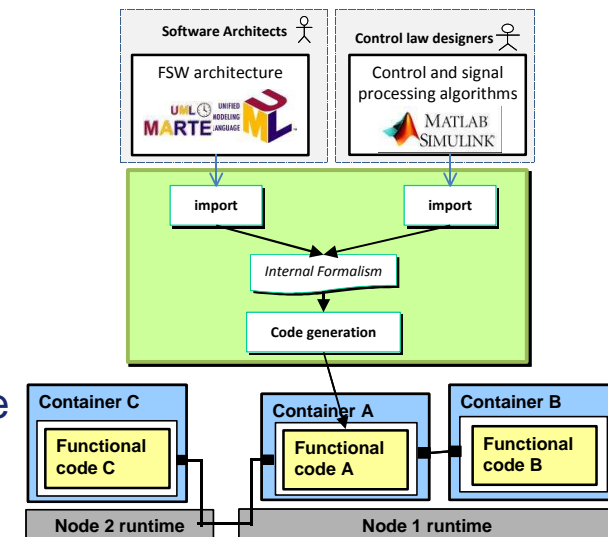 Software Architects
Control law designers
FSW architecture
UML UNIFIED
MODELING
MARTE LANGUAGE
UML
Control and signal
processing algorithms
MATLAB
SIMULINK
import
import
Internal Formalism
Code generation
e
Container C
Container A
Container B
Functional
code C
Functional
code A
Functional
code B
Node 2 runtime
Node 1 runtime